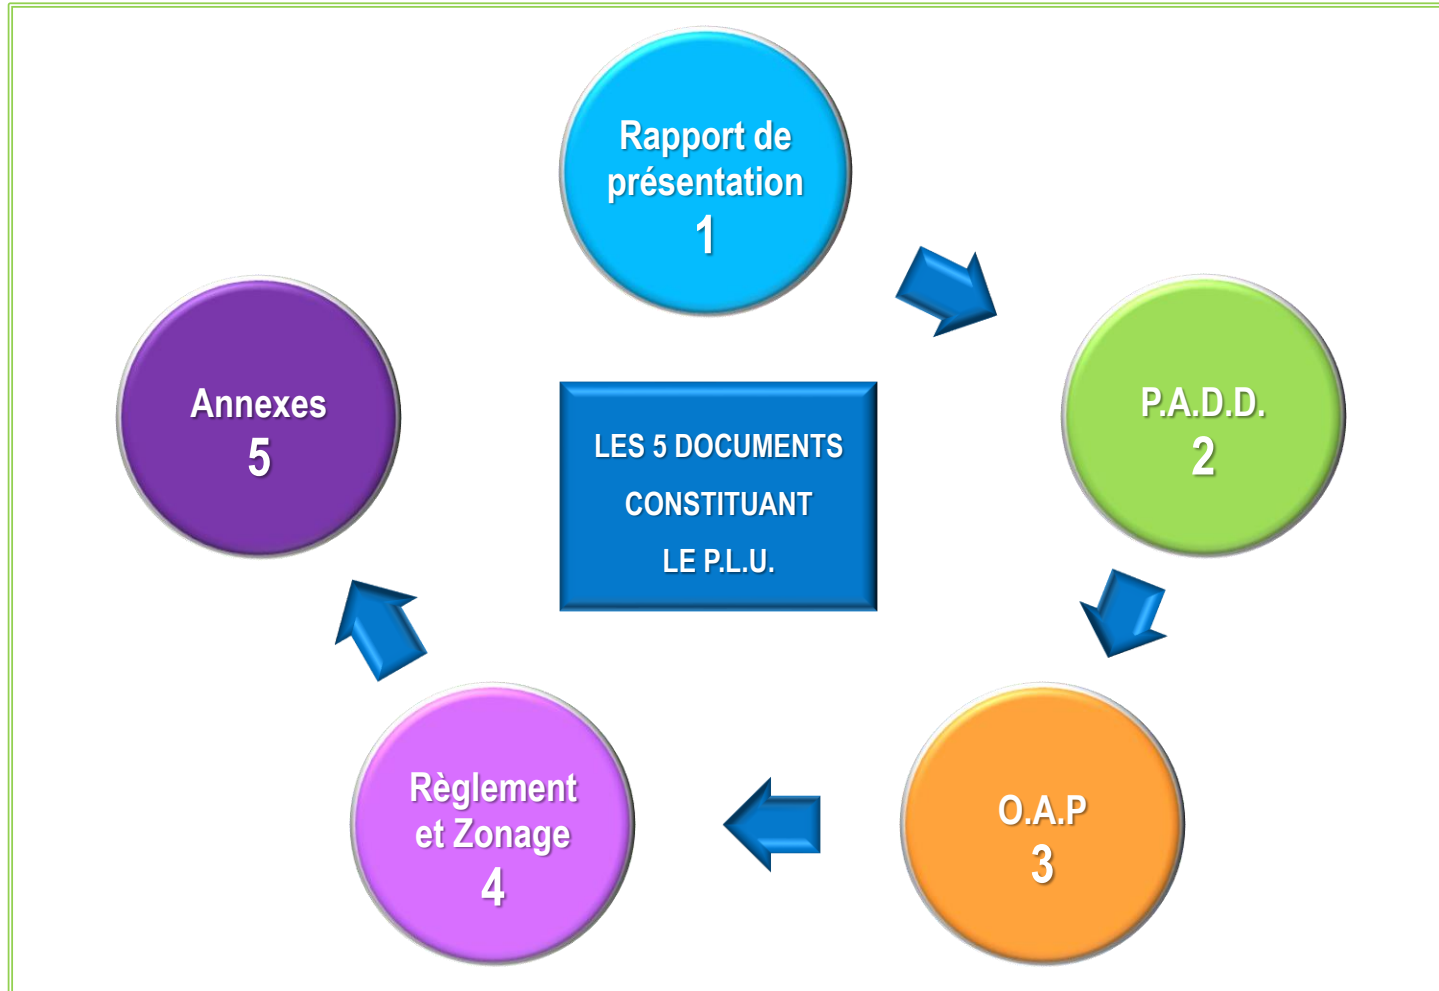 Rapport de
présentation
1
P.A.D.D.
2
O.A.P
3
Règlement
et Zonage
4
Annexes
5
LES 5 DOCUMENTS
CONSTITUANT
LE P.L.U.